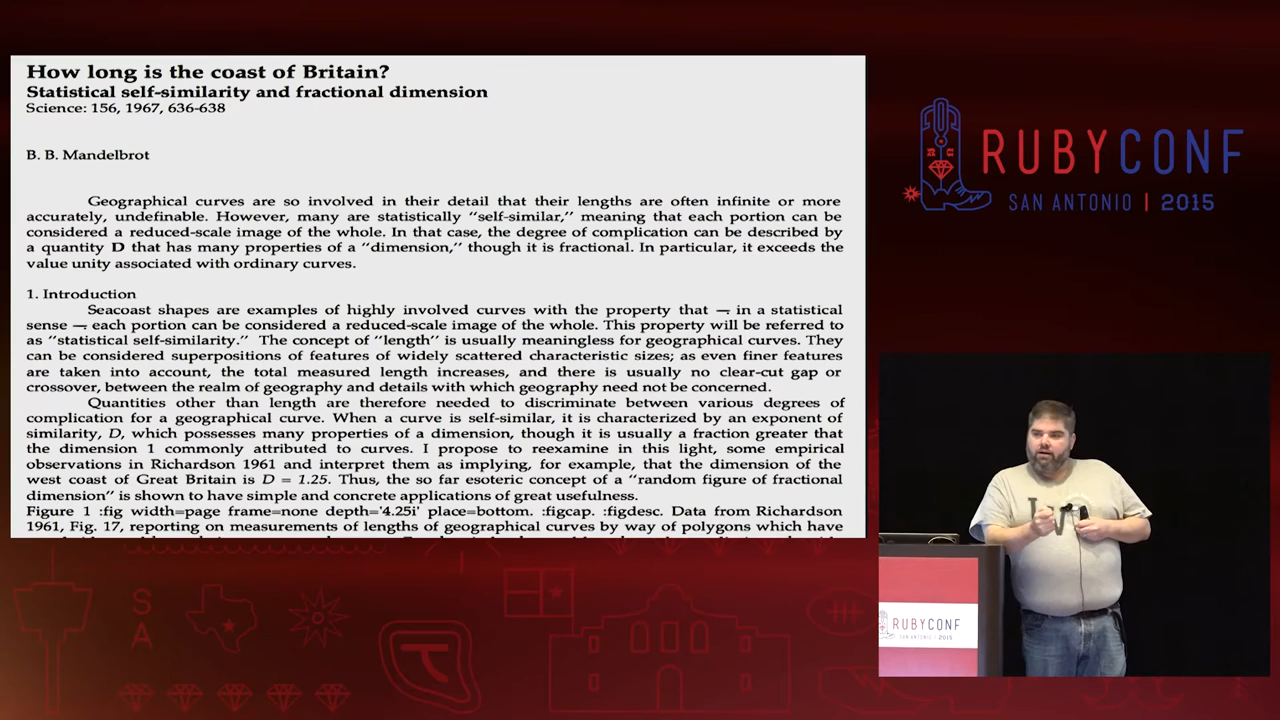 How long is the coast of Britain?
Statistical self-similarity and fractional dimension
Science: 156, 1967, 636-638
B. B. Mandelbrot
Geographical curves are so involved in their detail that their lengths are often infinite or more
accurately, undefinable. However, many are statistically "self-similar," meaning that each portion can be
considered a reduced-scale image of the whole. In that case, the degree of complication can be described by
a quantity D that has many properties of a "dimension," though it is fractional. In particular, it exceeds the
value unity associated with ordinary curves.
1. Introduction
Seacoast shapes are examples of highly involved curves with the property that — in a statistical
sense — each portion can be considered a reduced-scale image of the whole. This property will be referred to
as "statistical self-similarity." The concept of "length" is usually meaningless for geographical curves. They
can be considered superpositions of features of widely scattered characteristic sizes; as even finer features
are taken into account, the total measured length increases, and there is usually no clear-cut gap or
crossover, between the realm of geography and details with which geography need not be concerned.
Quantities other than length are therefore needed to discriminate between various degrees of
complication for a geographical curve. When a curve is self-similar, it is characterized by an exponent of
similarity, D, which possesses many properties of a dimension, though it is usually a fraction greater that
the dimension 1 commonly attributed to curves. I propose to reexamine in this light, some empirical
observations in Richardson 1961 and interpret them as implying, for example, that the dimension of the
west coast of Great Britain is D = 1.25. Thus, the so far esoteric concept of a "random figure of fractional
dimension" is shown to have simple and concrete applications of great usefulness.
Figure 1 :fig width=page frame=none depth='4.25i' place=bottom. :figcap. :figdesc. Data from Richardson
1961, Fig. 17, reporting on measurements of lengths of geographical curves by way of polygons which have
RUBYCONF
SAN ANTONIO | 2015
RUBYCONF
SAN ANTONIO | 2015
S
A